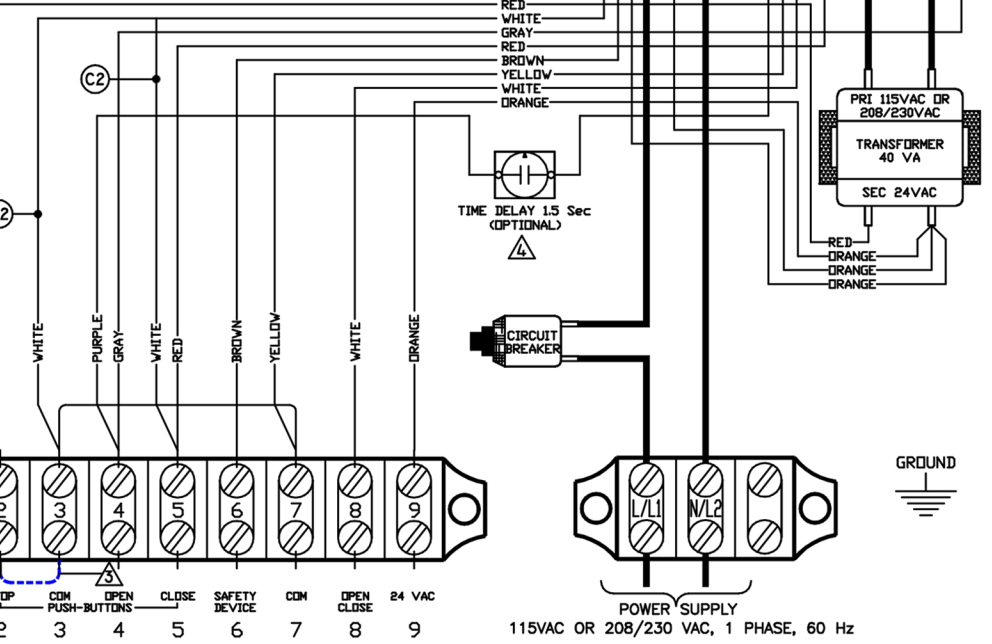 RED
WHITE
GRAY
RED
BROWN
YELLOW
WHITE
ORANGE
C2
2
PRI 115VAC OR
208/230VAC
TRANSFORMER
40 VA
SEC 24VAC
TIME DELAY 1.5 Sec
(OPTIONAL)
4
RED
ORANGE
ORANGE
ORANGE
WHITE
PURPLE
GRAY
WHITE
RED
BROWN
YELLOW
WHITE
ORANGE
CIRCUIT
BREAKER
GROUND
2 3 4 5 6 7 8 9
L/L1 N/L2
3
OP COM OPEN CLOSE SAFETY DEVICE COM OPEN CLOSE 24 VAC
PUSH-BUTTONS
2 3 4 5 6 7 8 9
POWER SUPPLY
115VAC OR 208/230 VAC, 1 PHASE, 60 Hz